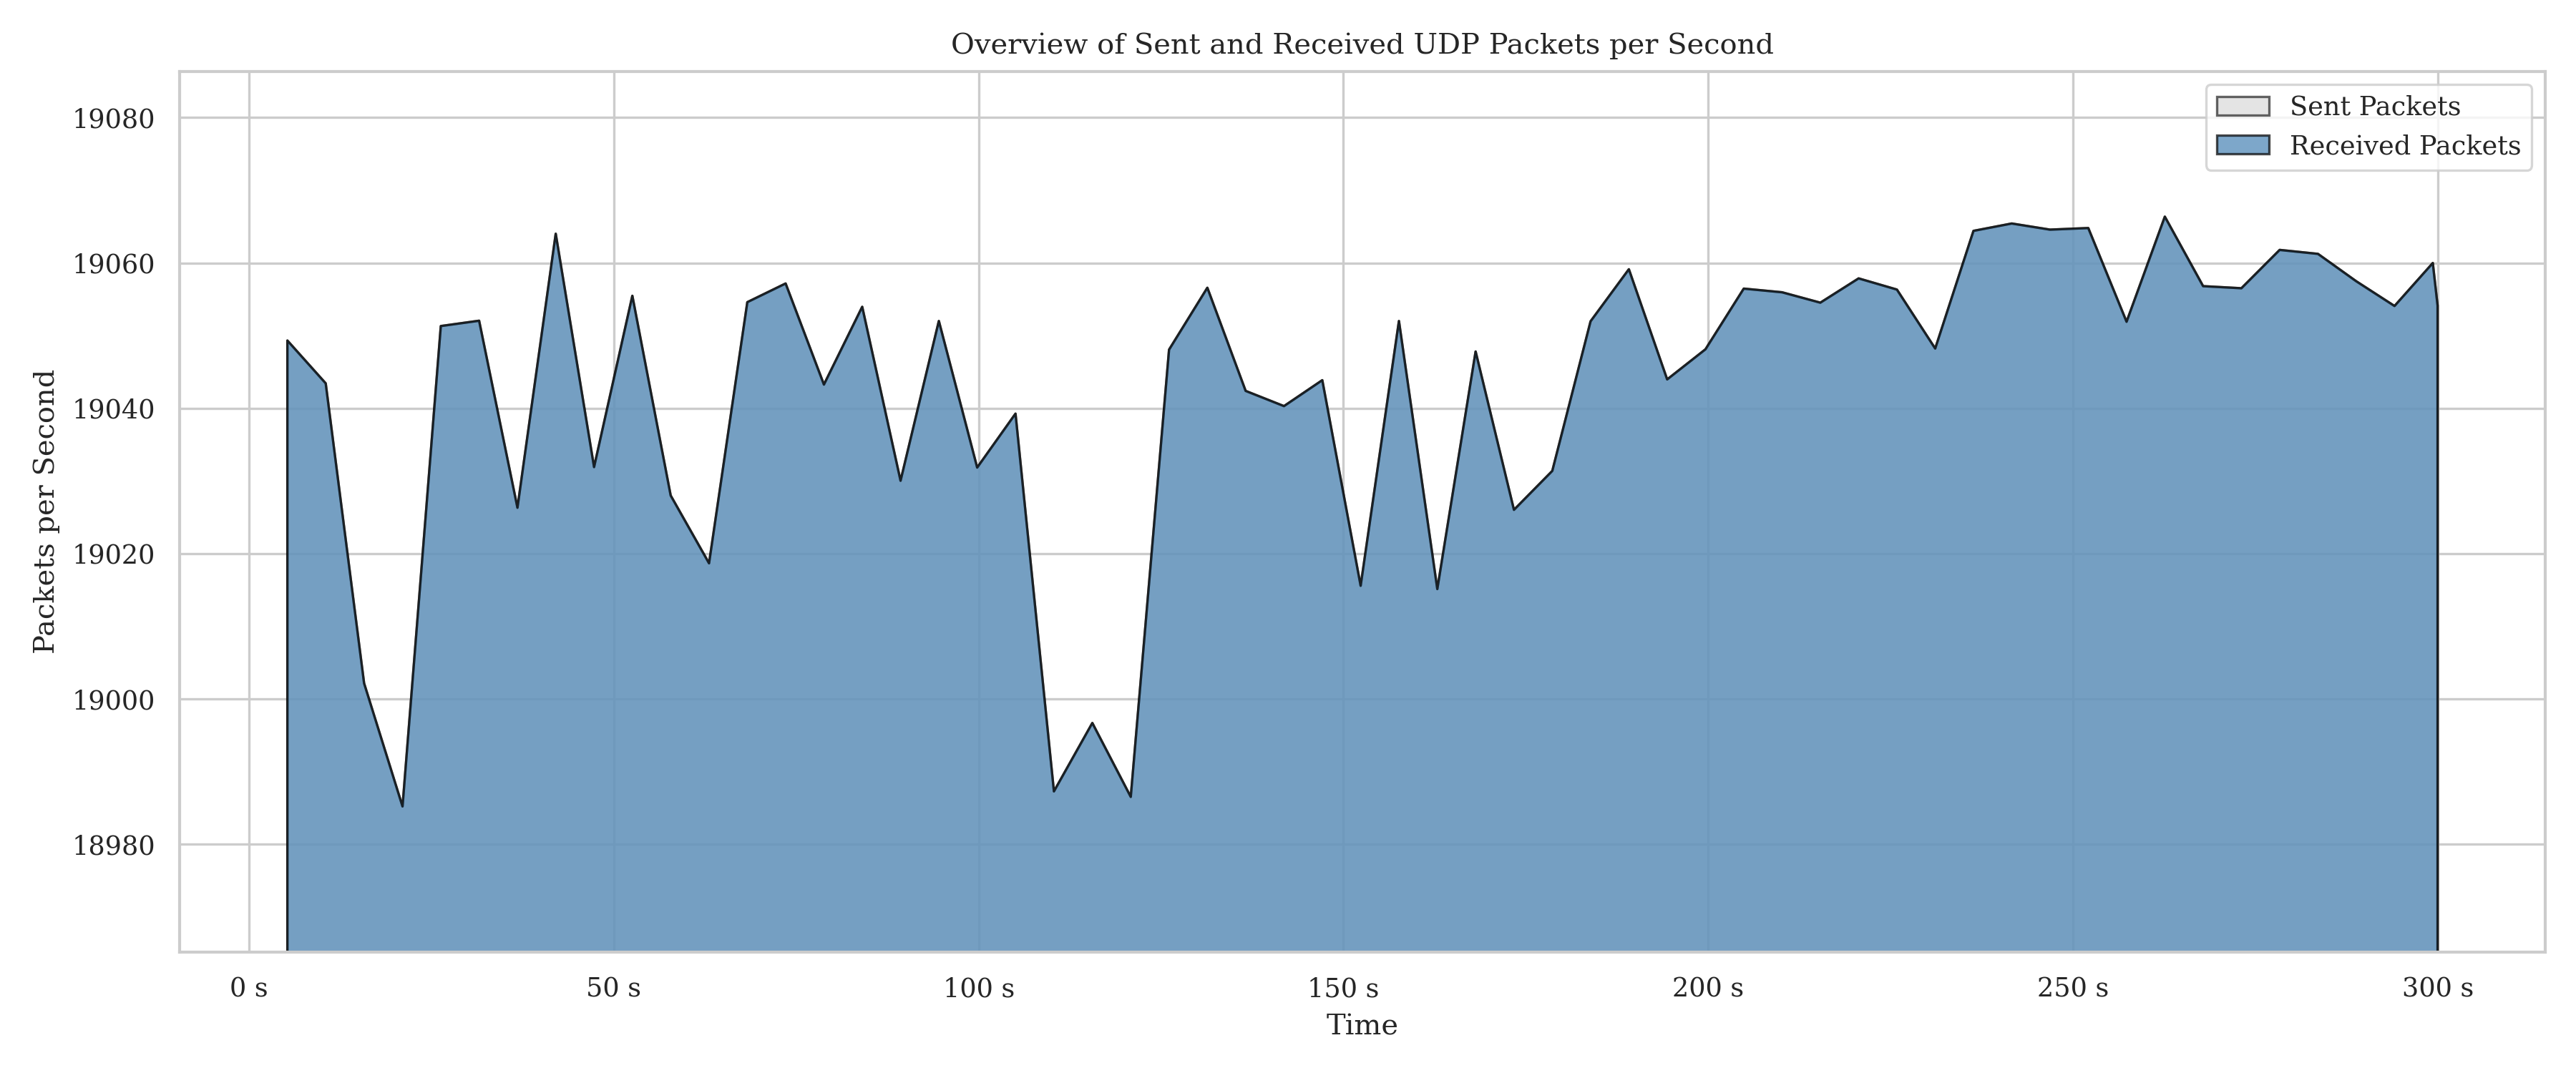 Overview of Sent and Received UDP Packets per Second
Sent Packets
Received Packets
Packets per Second
19080
19060
19040
19020
19000
18980
0 s
50 s
100 s
150 s
200 s
250 s
300 s
Time